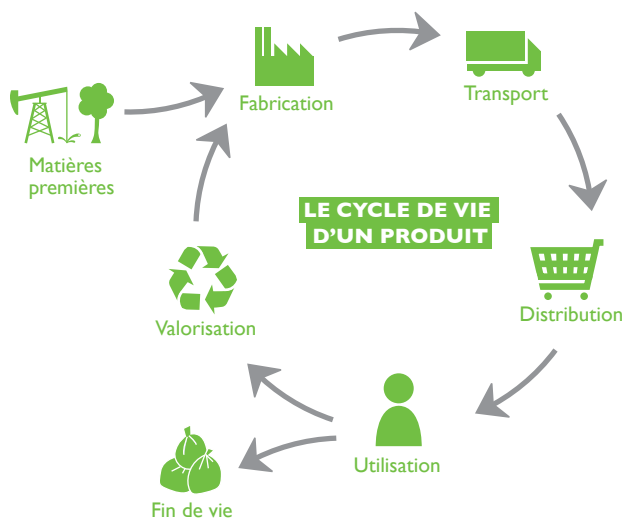 Matières
premières
Fabrication
Transport
LE CYCLE DE VIE
D’UN PRODUIT
Distribution
Utilisation
Valorisation
Fin de vie